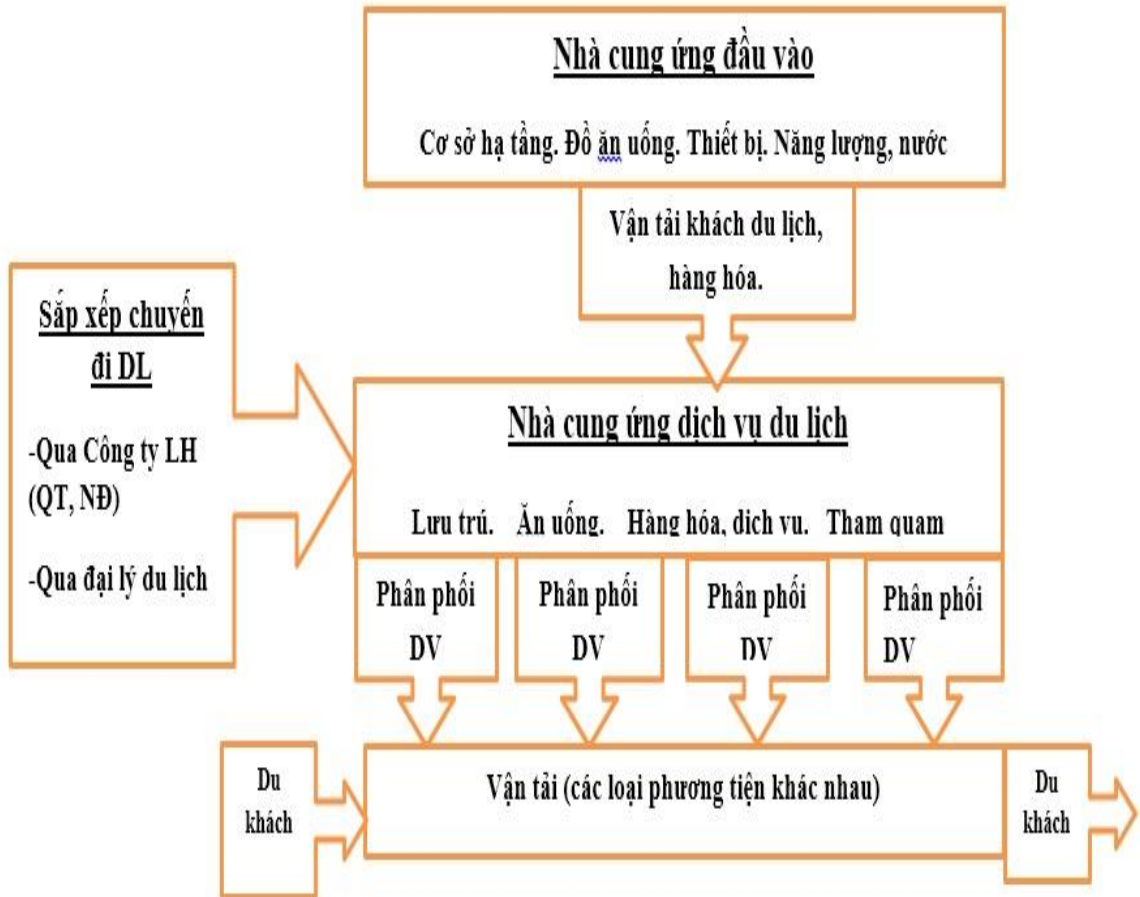 Nhà cung ứng đầu vào
Cơ sở hạ tầng. Đồ ăn uống. Thiết bị. Năng lượng, nước
Vận tải khách du lịch,
hàng hóa.
Sắp xếp chuyến
đi DL
-Qua Công ty LH
(QT, NĐ)
-Qua đại lý du lịch
Nhà cung ứng dịch vụ du lịch
Lưu trú. Ăn uống. Hàng hóa, dịch vụ. Tham quam
Phân phối
DV
Phân phối
DV
Phân phối
DV
Phân phối
DV
Du
khách
Vận tải (các loại phương tiện khác nhau)
Du
khách